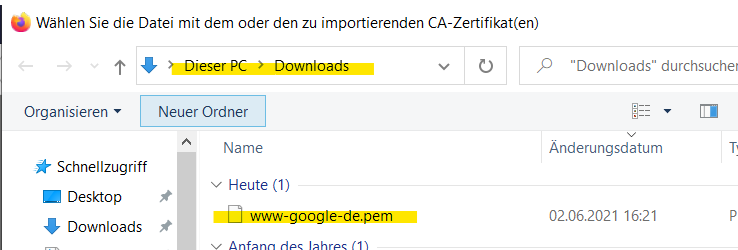 Wählen Sie die Datei mit dem oder den zu importierenden CA-Zertifikat(en)
Dieser PC > Downloads
"Downloads" durchsuchen
Organisieren Neuer Ordner
Name Änderungsdatum
Schnellzugriff
Heute (1)
Desktop
www-google-de.pem 02.06.2021 16:21 P
Downloads
Anfang des Jahres (1)